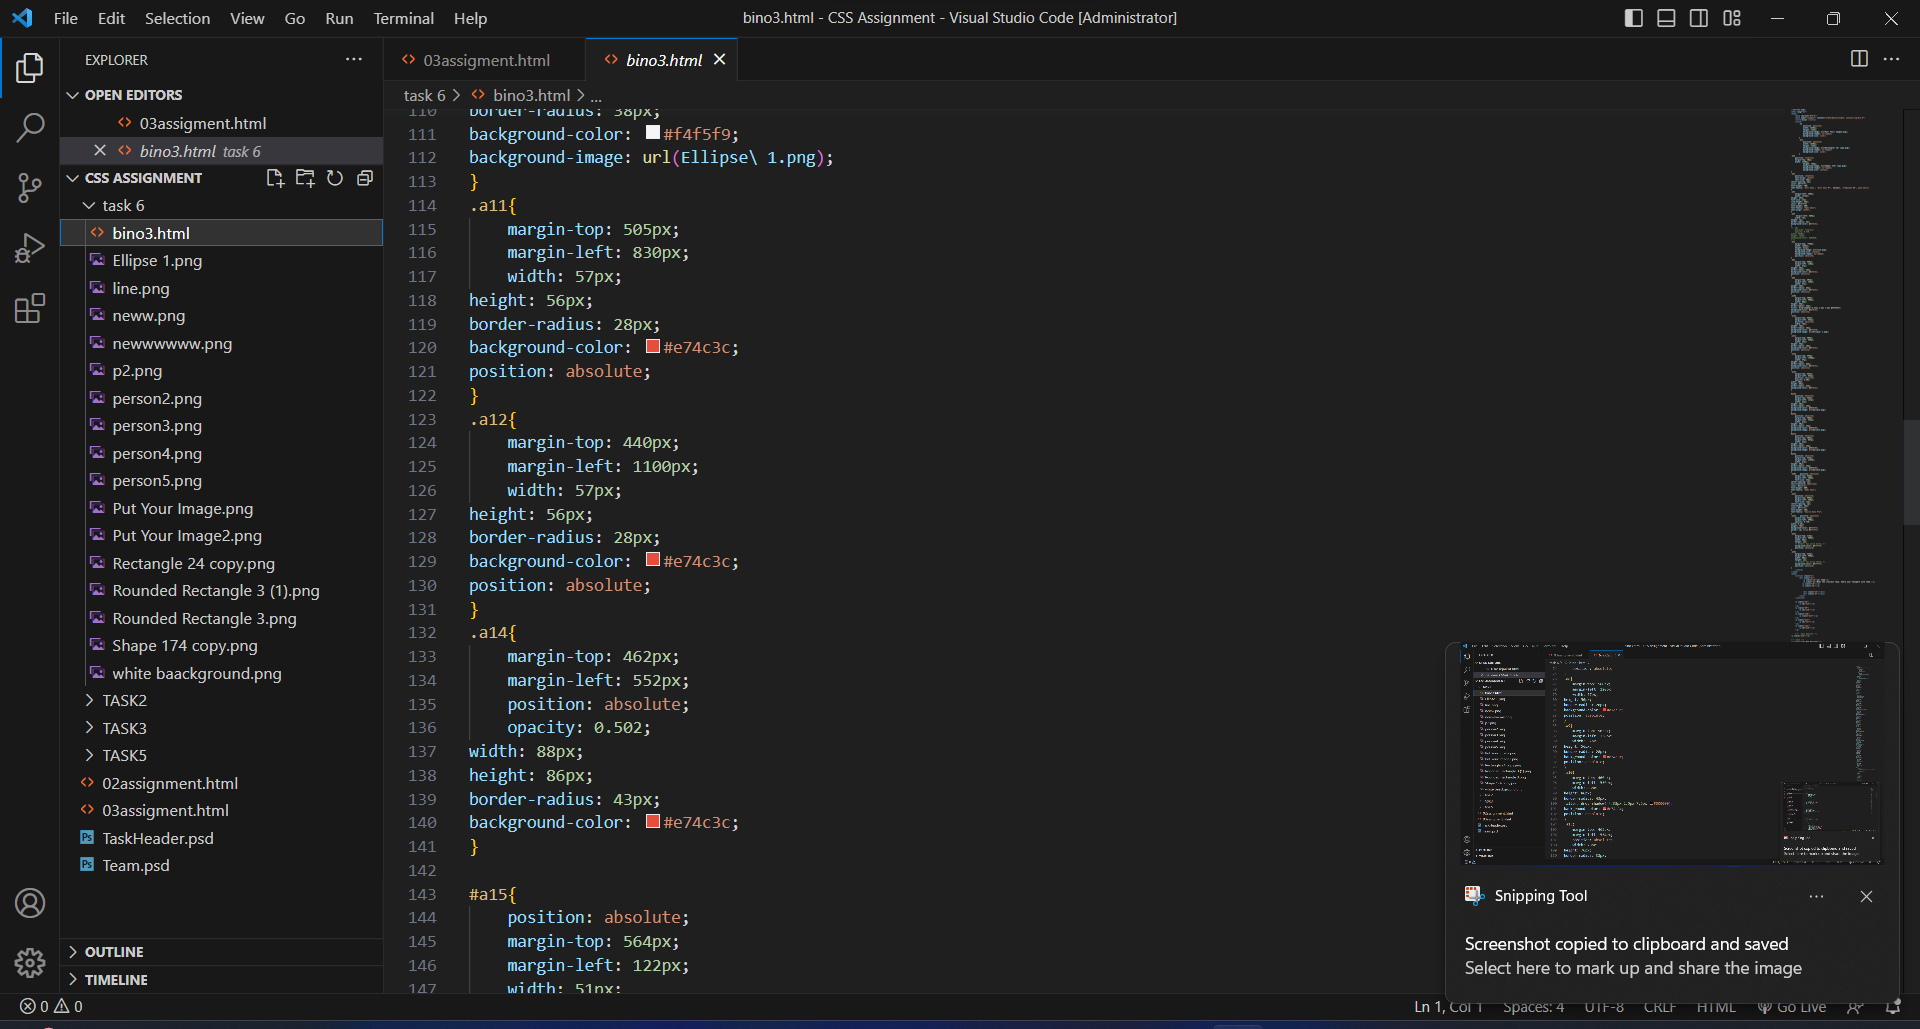 File Edit Selection View Go Run Terminal Help
bino3.html - CSS Assignment - Visual Studio Code [Administrator]
EXPLORER
OPEN EDITORS
03assigment.html
bino3.html task 6
CSS ASSIGNMENT
task 6
bino3.html
Ellipse 1.png
line.png
neww.png
newwwwww.png
p2.png
person2.png
person3.png
person4.png
person5.png
Put Your Image.png
Put Your Image2.png
Rectangle 24 copy.png
Rounded Rectangle 3 (1).png
Rounded Rectangle 3.png
Shape 174 copy.png
white baackground.png
TASK2
TASK3
TASK5
02assignment.html
03assigment.html
TaskHeader.psd
Team.psd
OUTLINE
TIMELINE
03assigment.html
bino3.html
task 6 > bino3.html > ...
110 border-radius: 38px;
111 background-color: #f4f5f9;
112 background-image: url(Ellipse\ 1.png);
113 }
114 .a11{
115 margin-top: 505px;
116 margin-left: 830px;
117 width: 57px;
118 height: 56px;
119 border-radius: 28px;
120 background-color: #e74c3c;
121 position: absolute;
122 }
123 .a12{
124 margin-top: 440px;
125 margin-left: 1100px;
126 width: 57px;
127 height: 56px;
128 border-radius: 28px;
129 background-color: #e74c3c;
130 position: absolute;
131 }
132 .a14{
133 margin-top: 462px;
134 margin-left: 552px;
135 position: absolute;
136 opacity: 0.502;
137 width: 88px;
138 height: 86px;
139 border-radius: 43px;
140 background-color: #e74c3c;
141 }
142
143 #a15{
144 position: absolute;
145 margin-top: 564px;
146 margin-left: 122px;
147 width: 51px;
Snipping Tool
Screenshot copied to clipboard and saved
Select here to mark up and share the image
0 0
Ln 1, Col 1 Spaces: 4 UTF-8 CRLF HTML Go Live